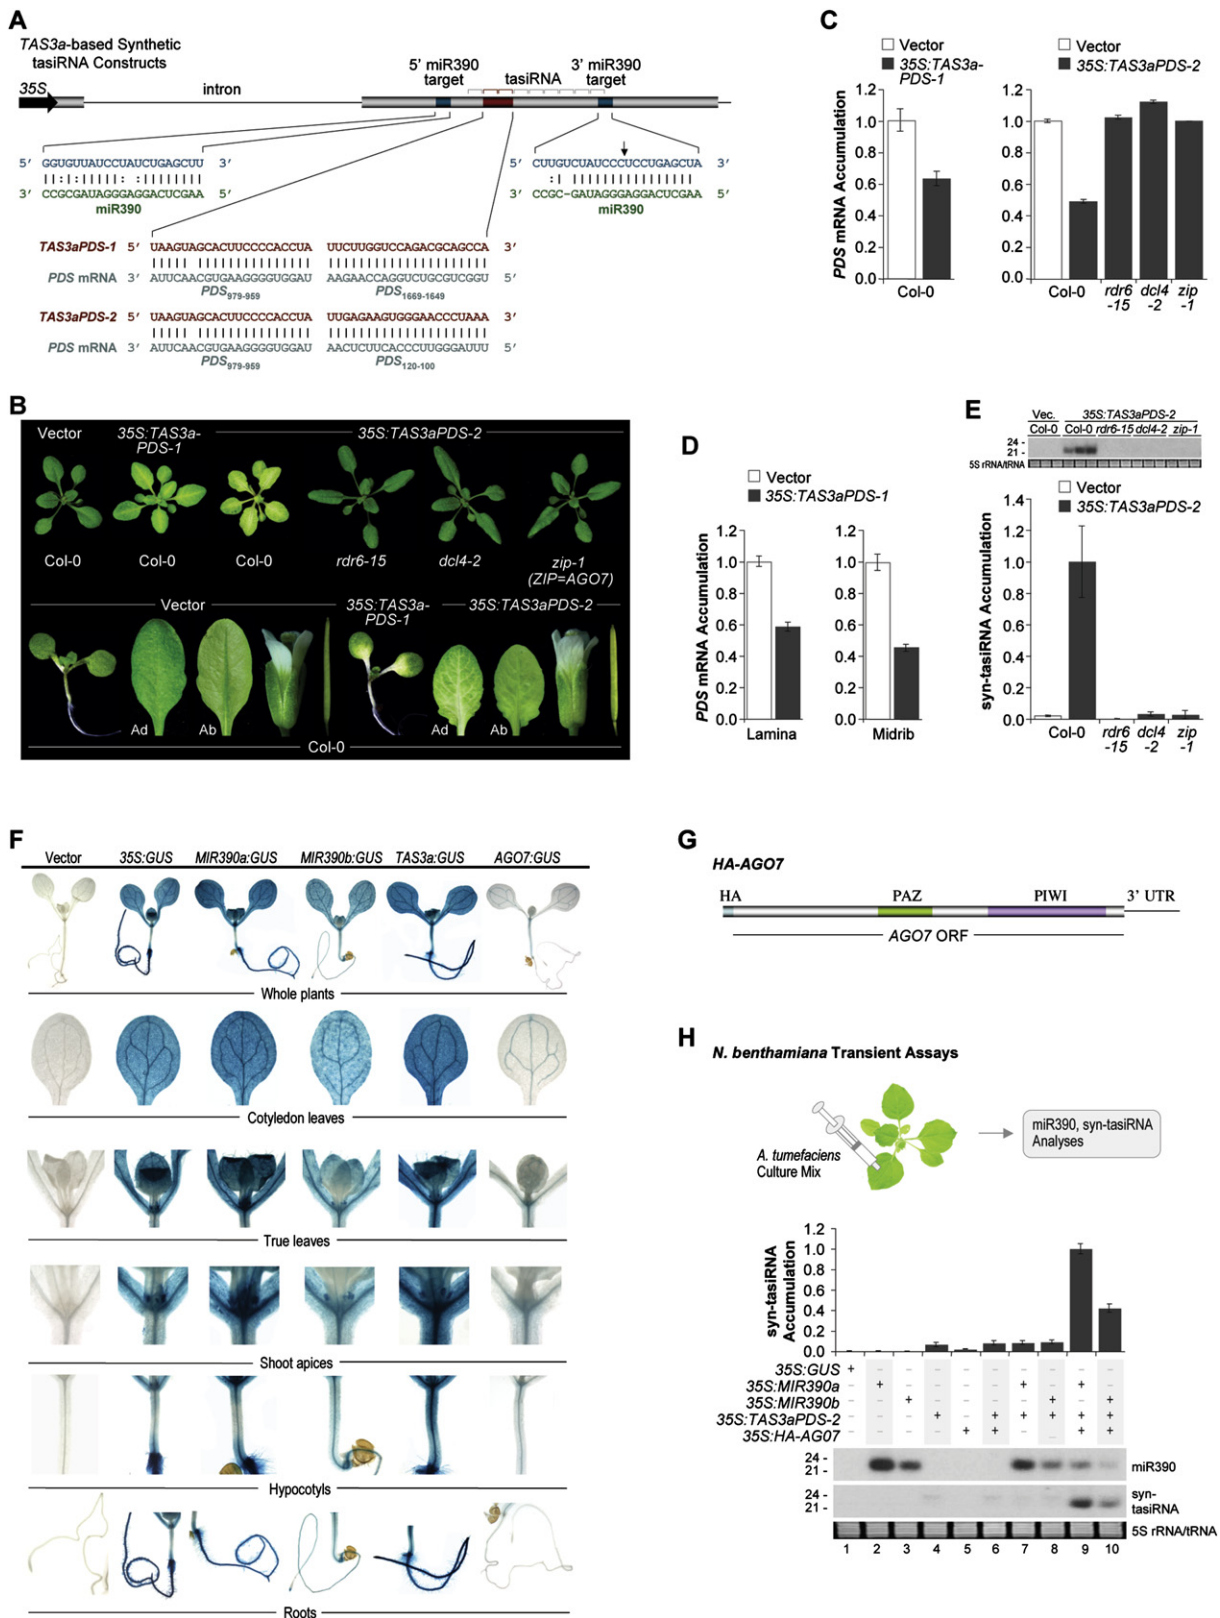 A
TAS3a-based Synthetic
tasiRNA Constructs
35S
intron
5' miR390
target
tasiRNA
3' miR390
target
5' GGUGUUAUCCUAUCUGAGCUU 3'
3' CCGCGAUAGGGAGGACUCGAA 5'
miR390
5' CUUGUCUAUCCCUCCUGAGCUA 3'
3' CCGC-GAUAGGGAGGACUCGAA 5'
miR390
TAS3aPDS-1 5' UAAGUAGCACUUCCCCACCUA UUCUUGGUCCAGACGCAGCCA 3'
PDS mRNA 3' AUUCAACGUGAAGGGGUGGAU AAGAACCAGGUCUGCGUCGGU 5'
PDS979-959 PDS1669-1649
TAS3aPDS-2 5' UAAGUAGCACUUCCCCACCUA UUGAGAAGUGGGAACCCUAAA 3'
PDS mRNA 3' AUUCAACGUGAAGGGGUGGAU AACUCUUCACCCUUGGGAUUU 5'
PDS979-959 PDS120-100
B
Vector
35S:TAS3a-
PDS-1
35S:TAS3aPDS-2
Col-0 Col-0 Col-0 rdr6-15 dcl4-2 zip-1
(ZIP=AGO7)
Vector
35S:TAS3a-
PDS-1
35S:TAS3aPDS-2
Ad Ab Ad Ab
Col-0
C
Vector
35S:TAS3a-
PDS-1
Vector
35S:TAS3aPDS-2
PDS mRNA Accumulation
1.2
1.0
0.8
0.6
0.4
0.2
0.0
Col-0
1.2
1.0
0.8
0.6
0.4
0.2
0.0
Col-0 rdr6 dcl4 zip
-15 -2 -1
D
Vector
35S:TAS3aPDS-1
PDS mRNA Accumulation
1.2
1.0
0.8
0.6
0.4
0.2
0.0
Lamina
1.2
1.0
0.8
0.6
0.4
0.2
0.0
Midrib
E
Vec. 35S:TAS3aPDS-2
Col-0 Col-0 rdr6-15 dcl4-2 zip-1
24 -
21 -
5S rRNA/tRNA
Vector
35S:TAS3aPDS-2
syn-tasiRNA Accumulation
1.4
1.2
1.0
0.8
0.6
0.4
0.2
0.0
Col-0 rdr6 dcl4 zip
-15 -2 -1
F
Vector 35S:GUS MIR390a:GUS MIR390b:GUS TAS3a:GUS AGO7:GUS
Whole plants
Cotyledon leaves
True leaves
Shoot apices
Hypocotyls
Roots
G
HA-AGO7
HA PAZ PIWI 3' UTR
AGO7 ORF
H
N. benthamiana Transient Assays
A. tumefaciens
Culture Mix
miR390, syn-tasiRNA
Analyses
syn-tasiRNA
Accumulation
1.2
1.0
0.8
0.6
0.4
0.2
0.0
35S:GUS + – – – – – – – – –
35S:MIR390a – + – – – – + – + –
35S:MIR390b – – + – – – – + – +
35S:TAS3aPDS-2 – – – + – + + + + +
35S:HA-AGO7 – – – – + + – – + +
24 -
21 -
miR390
24 -
21 -
syn-
tasiRNA
5S rRNA/tRNA
1 2 3 4 5 6 7 8 9 10